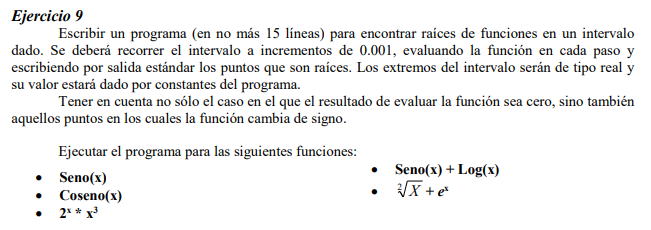 Ejercicio 9
Escribir un programa (en no más 15 líneas) para encontrar raíces de funciones en un intervalo
dado. Se deberá recorrer el intervalo a incrementos de 0.001, evaluando la función en cada paso y
escribiendo por salida estándar los puntos que son raíces. Los extremos del intervalo serán de tipo real y
su valor estará dado por constantes del programa.
Tener en cuenta no sólo el caso en el que el resultado de evaluar la función sea cero, sino también
aquellos puntos en los cuales la función cambia de signo.
Ejecutar el programa para las siguientes funciones:
• Seno(x)
• Coseno(x)
• 2ˣ * x³
• Seno(x) + Log(x)
• ²√X + eˣ